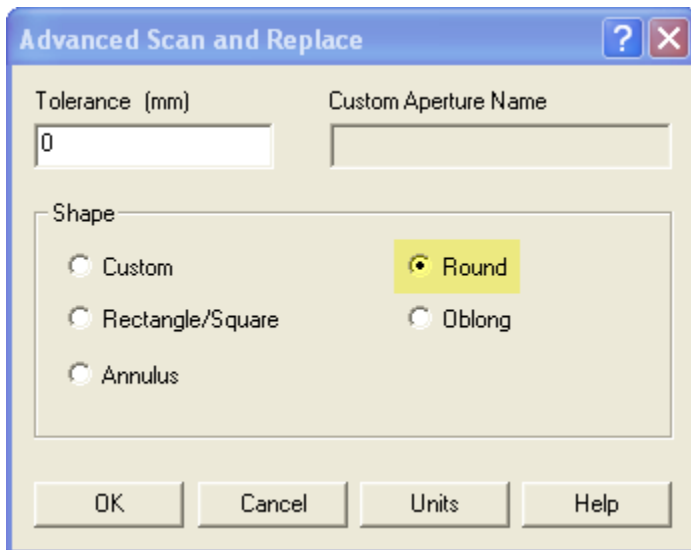 Advanced Scan and Replace
Tolerance (mm) Custom Aperture Name
0
Shape
Custom Round
Rectangle/Square Oblong
Annulus
OK Cancel Units Help